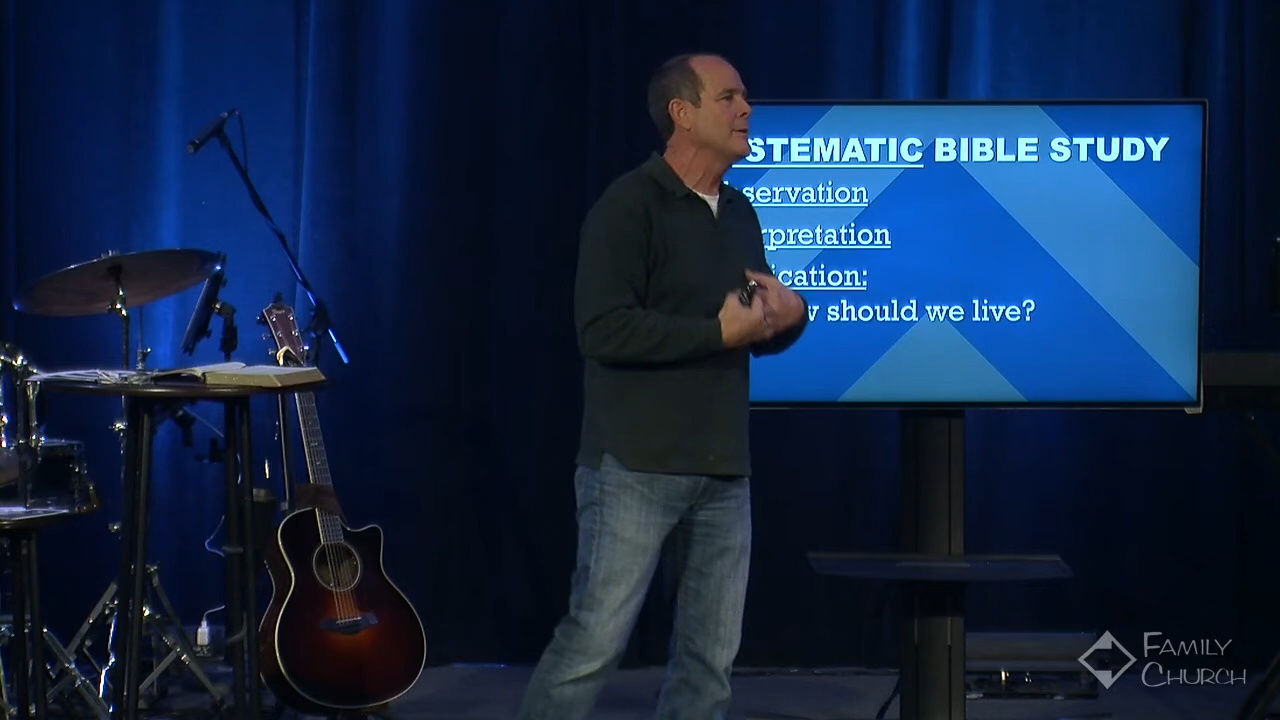 STEMATIC BIBLE STUDY
servation
rpretation
ication:
w should we live?
FAMILY
CHURCH